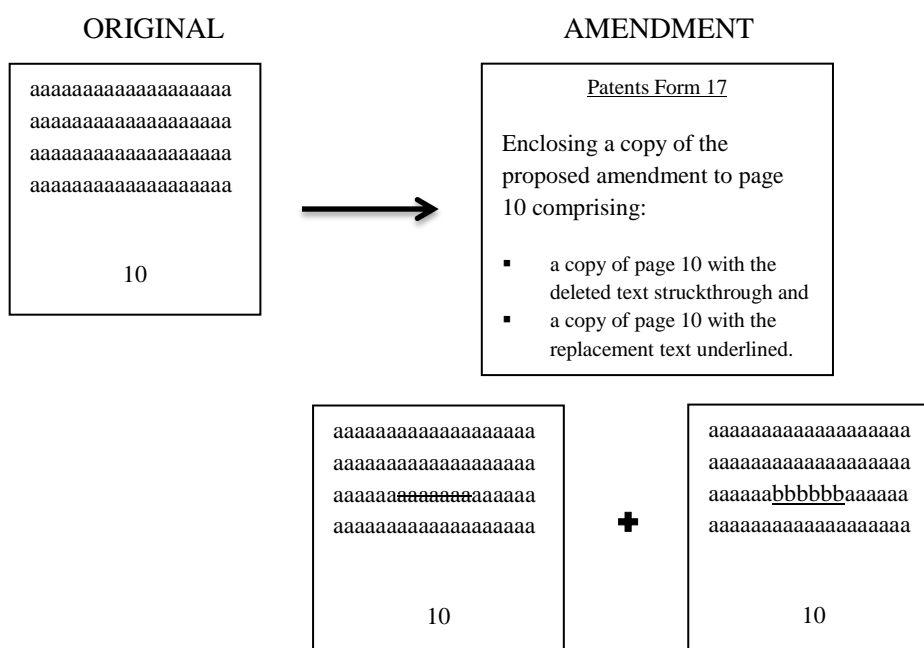 ORIGINAL
AMENDMENT
aaaaaaaaaaaaaaaaaaa
aaaaaaaaaaaaaaaaaaa
aaaaaaaaaaaaaaaaaaa
aaaaaaaaaaaaaaaaaaa
10
Patents Form 17
Enclosing a copy of the
proposed amendment to page
10 comprising:
▪ a copy of page 10 with the
deleted text struckthrough and
▪ a copy of page 10 with the
replacement text underlined.
aaaaaaaaaaaaaaaaaaa
aaaaaaaaaaaaaaaaaaa
aaaaaaaaaaaaaaaaaaa
aaaaaaaaaaaaaaaaaaa
10
aaaaaaaaaaaaaaaaaaa
aaaaaaaaaaaaaaaaaaa
aaaaaabbbbbbaaaaaa
aaaaaaaaaaaaaaaaaaa
10